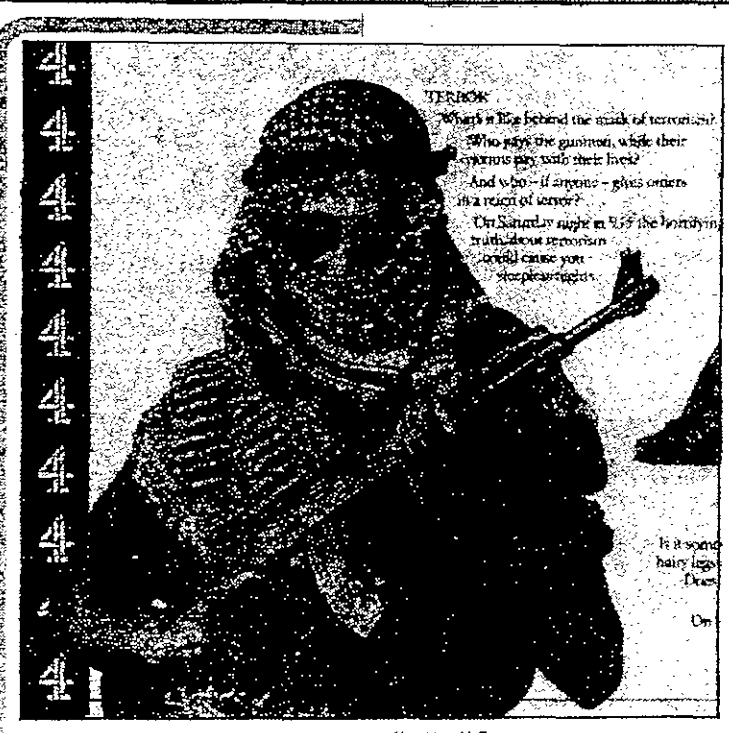 TERROR
What's it like behind the mask of terrorism?
Who pays the gunman, while their
victims pay with their lives?
And who – if anyone – gives orders
in a reign of terror?
On Saturday night at the horrifying
truth about terrorism
could cause you
sleepless nights.
Is it some
hairy legs
Does
On
4
4
4
4
4
4
4
4
4
4